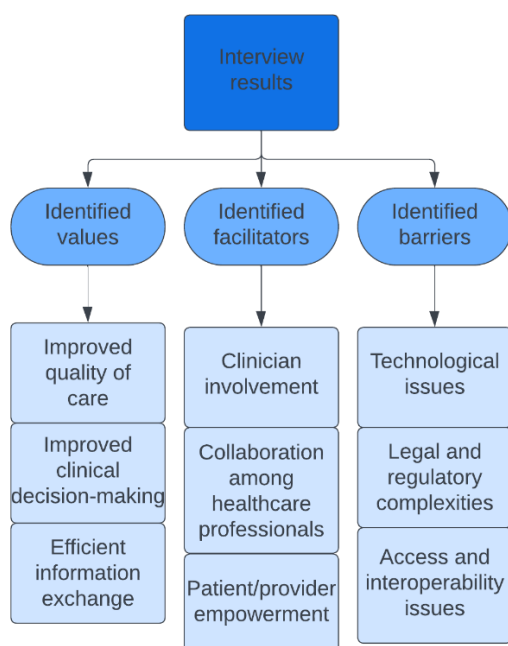 Interview
results
Identified
values
Identified
facilitators
Identified
barriers
Improved
quality of
care
Improved
clinical
decision-making
Efficient
information
exchange
Clinician
involvement
Collaboration
among
healthcare
professionals
Patient/provider
empowerment
Technological
issues
Legal and
regulatory
complexities
Access and
interoperability
issues